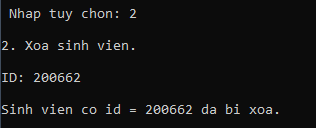 Nhap tuy chon: 2
2. Xoa sinh vien.
ID: 200662
Sinh vien co id = 200662 da bi xoa.